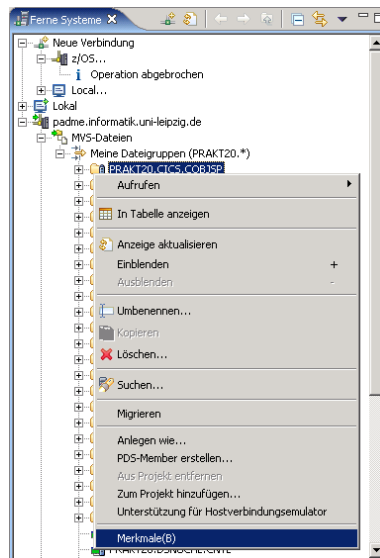 Ferne Systeme
Neue Verbindung
z/OS...
Operation abgebrochen
Local...
Lokal
padme.informatik.uni-leipzig.de
MVS-Dateien
Meine Dateigruppen (PRAKT20.*)
PRAKT20.CICS.COBJSP
Aufrufen
In Tabelle anzeigen
Anzeige aktualisieren
Einblenden +
Ausblenden -
Umbenennen...
Kopieren
Löschen...
Suchen...
Migrieren
Anlegen wie...
PDS-Member erstellen...
Aus Projekt entfernen
Zum Projekt hinzufügen...
Unterstützung für Hostverbindungsemulator
Merkmale(B)